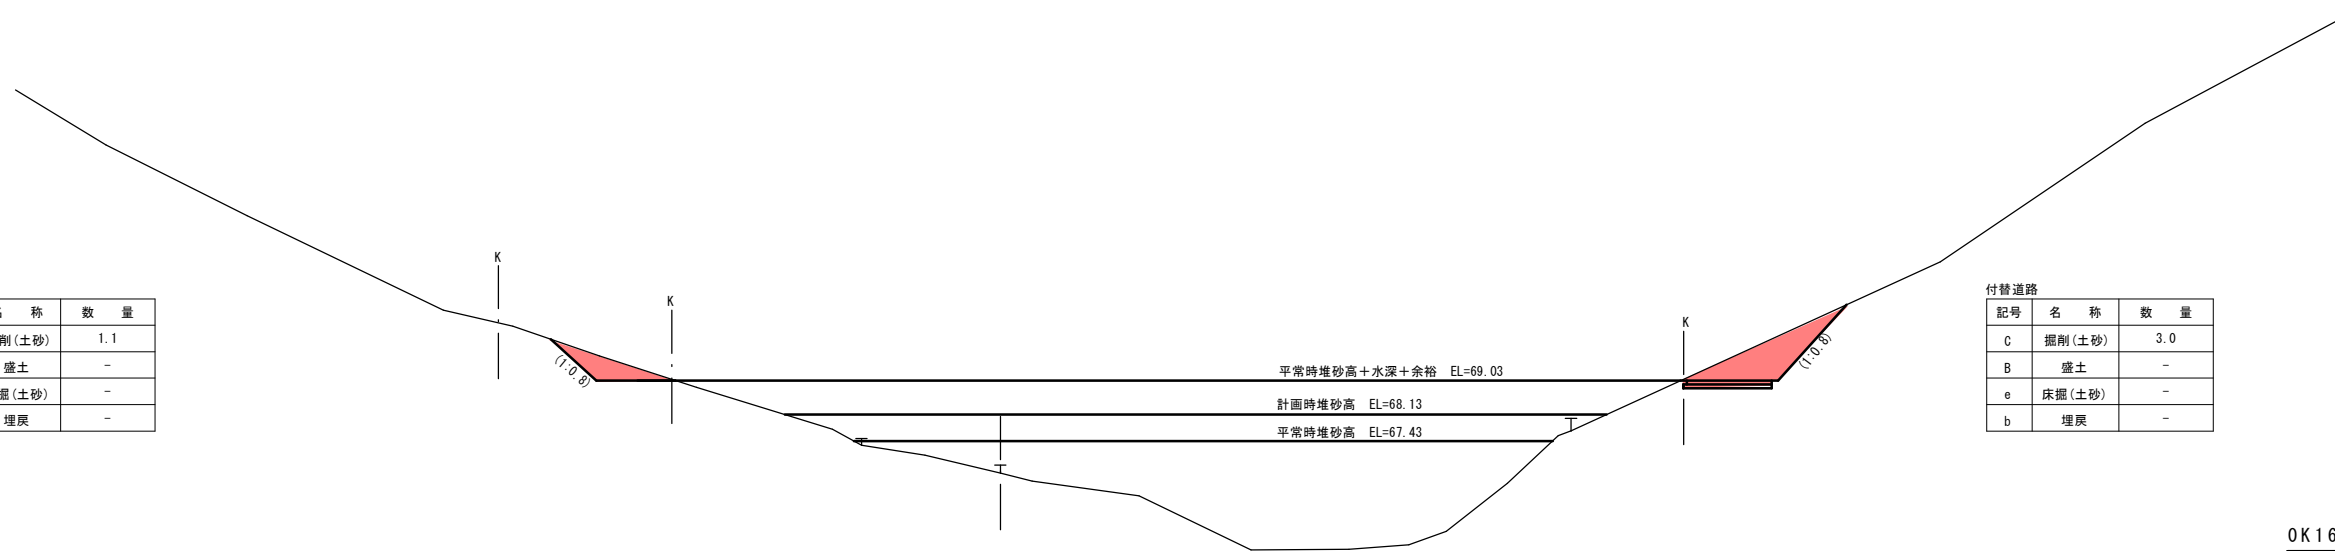 K
K
K
(1:0.8)
(1:0.8)
平常時堆砂高＋水深＋余裕 EL=69.03
計画時堆砂高 EL=68.13
平常時堆砂高 EL=67.43
称 数 量
削(土砂) 1.1
盛土 -
掘(土砂) -
埋戻 -
付替道路
記号 名 称 数 量
C 掘削(土砂) 3.0
B 盛土 -
e 床掘(土砂) -
b 埋戻 -
0K16